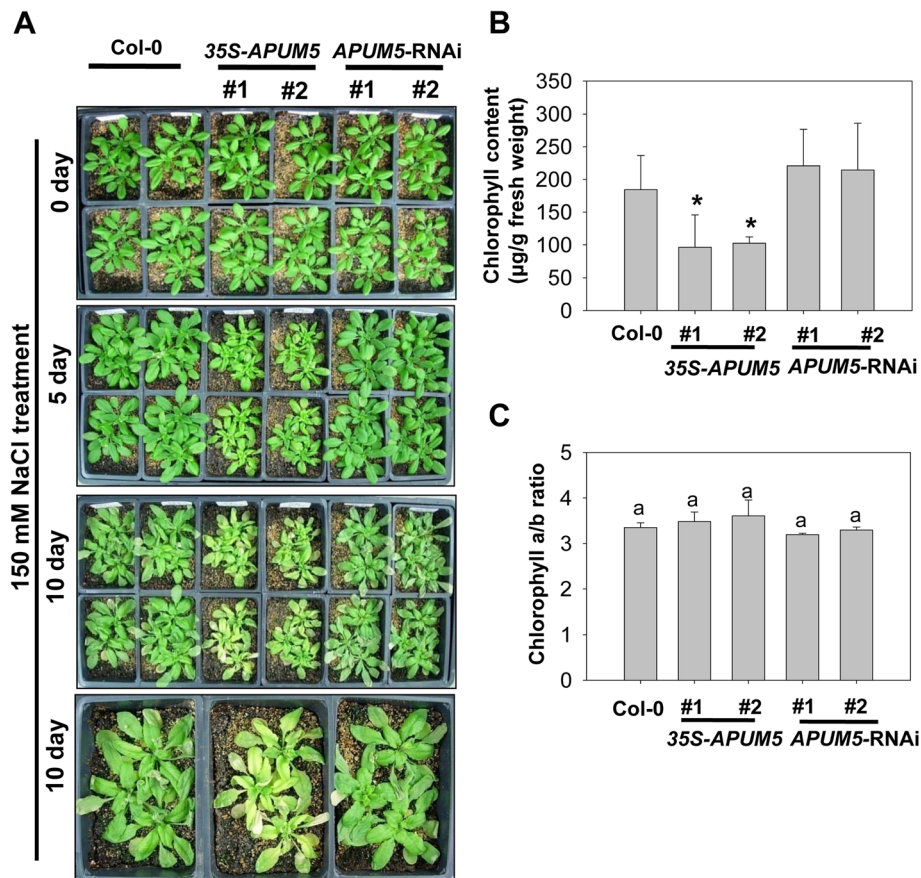 A
Col-0
35S-APUM5
APUM5-RNAi
#1
#2
#1
#2
150 mM NaCl treatment
0 day
5 day
10 day
10 day
B
Chlorophyll content
(µg/g fresh weight)
350
300
250
200
150
100
50
0
*
*
Col-0
#1
#2
#1
#2
35S-APUM5
APUM5-RNAi
C
Chlorophyll a/b ratio
5
4
3
2
1
0
a
a
a
a
a
Col-0
#1
#2
#1
#2
35S-APUM5
APUM5-RNAi